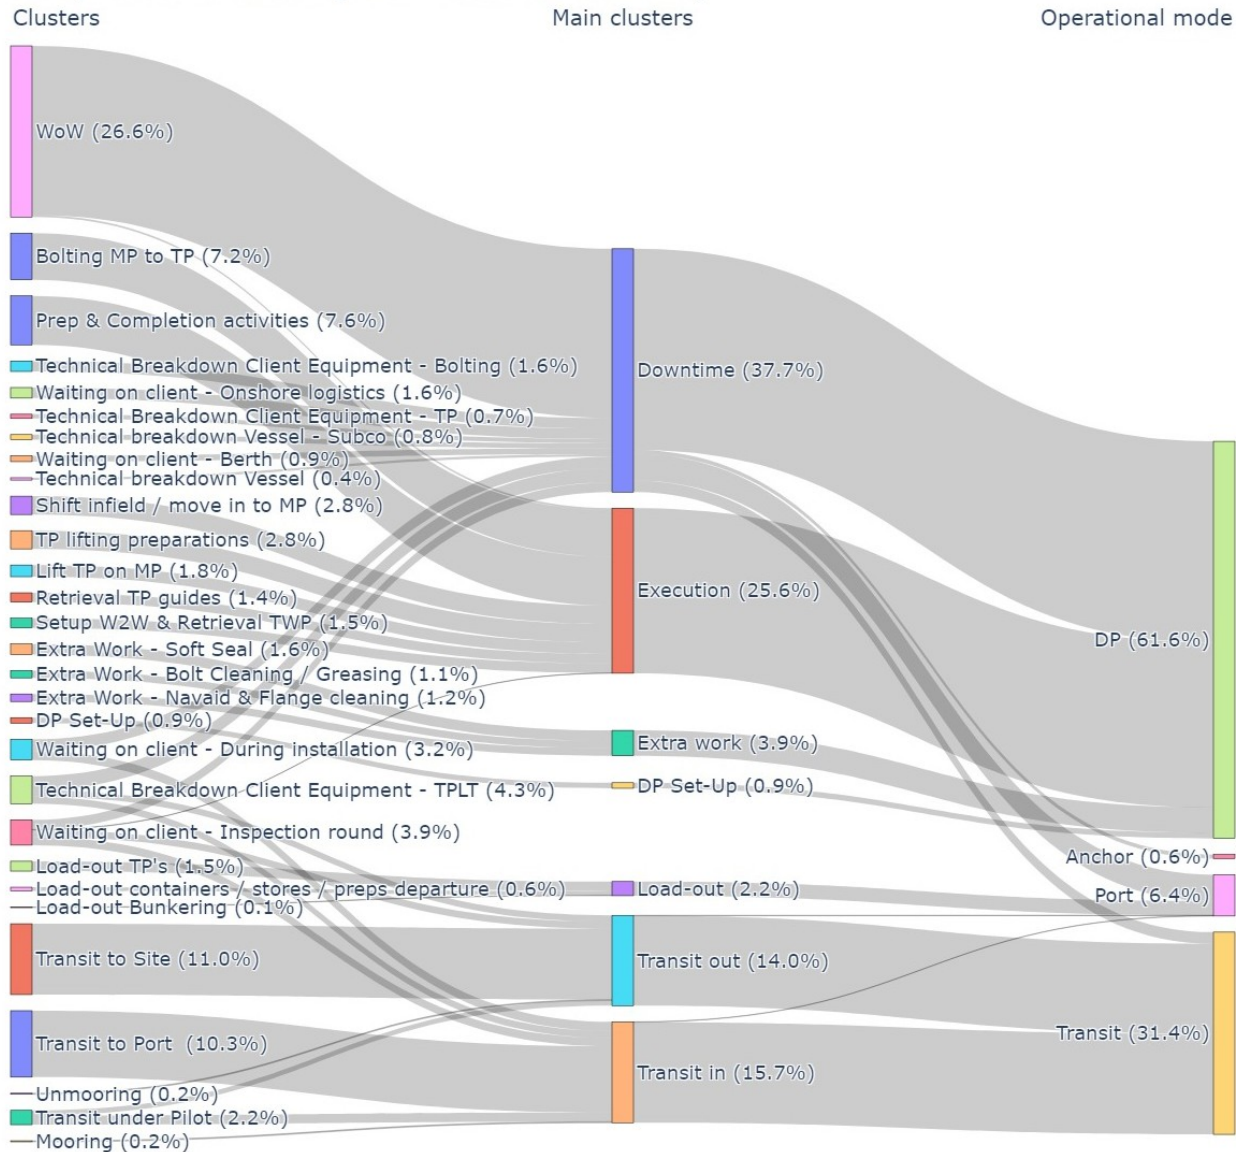 Clusters
Main clusters
Operational mode
WoW (26.6%)
Bolting MP to TP (7.2%)
Prep & Completion activities (7.6%)
Technical Breakdown Client Equipment - Bolting (1.6%)
Waiting on client - Onshore logistics (1.6%)
Technical Breakdown Client Equipment - TP (0.7%)
Technical breakdown Vessel - Subco (0.8%)
Waiting on client - Berth (0.9%)
Technical breakdown Vessel (0.4%)
Shift infield / move in to MP (2.8%)
TP lifting preparations (2.8%)
Lift TP on MP (1.8%)
Retrieval TP guides (1.4%)
Setup W2W & Retrieval TWP (1.5%)
Extra Work - Soft Seal (1.6%)
Extra Work - Bolt Cleaning / Greasing (1.1%)
Extra Work - Navaid & Flange cleaning (1.2%)
DP Set-Up (0.9%)
Waiting on client - During installation (3.2%)
Technical Breakdown Client Equipment - TPLT (4.3%)
Waiting on client - Inspection round (3.9%)
Load-out TP's (1.5%)
Load-out containers / stores / preps departure (0.6%)
Load-out Bunkering (0.1%)
Transit to Site (11.0%)
Transit to Port (10.3%)
Unmooring (0.2%)
Transit under Pilot (2.2%)
Mooring (0.2%)
Downtime (37.7%)
Execution (25.6%)
Extra work (3.9%)
DP Set-Up (0.9%)
Load-out (2.2%)
Transit out (14.0%)
Transit in (15.7%)
DP (61.6%)
Anchor (0.6%)
Port (6.4%)
Transit (31.4%)